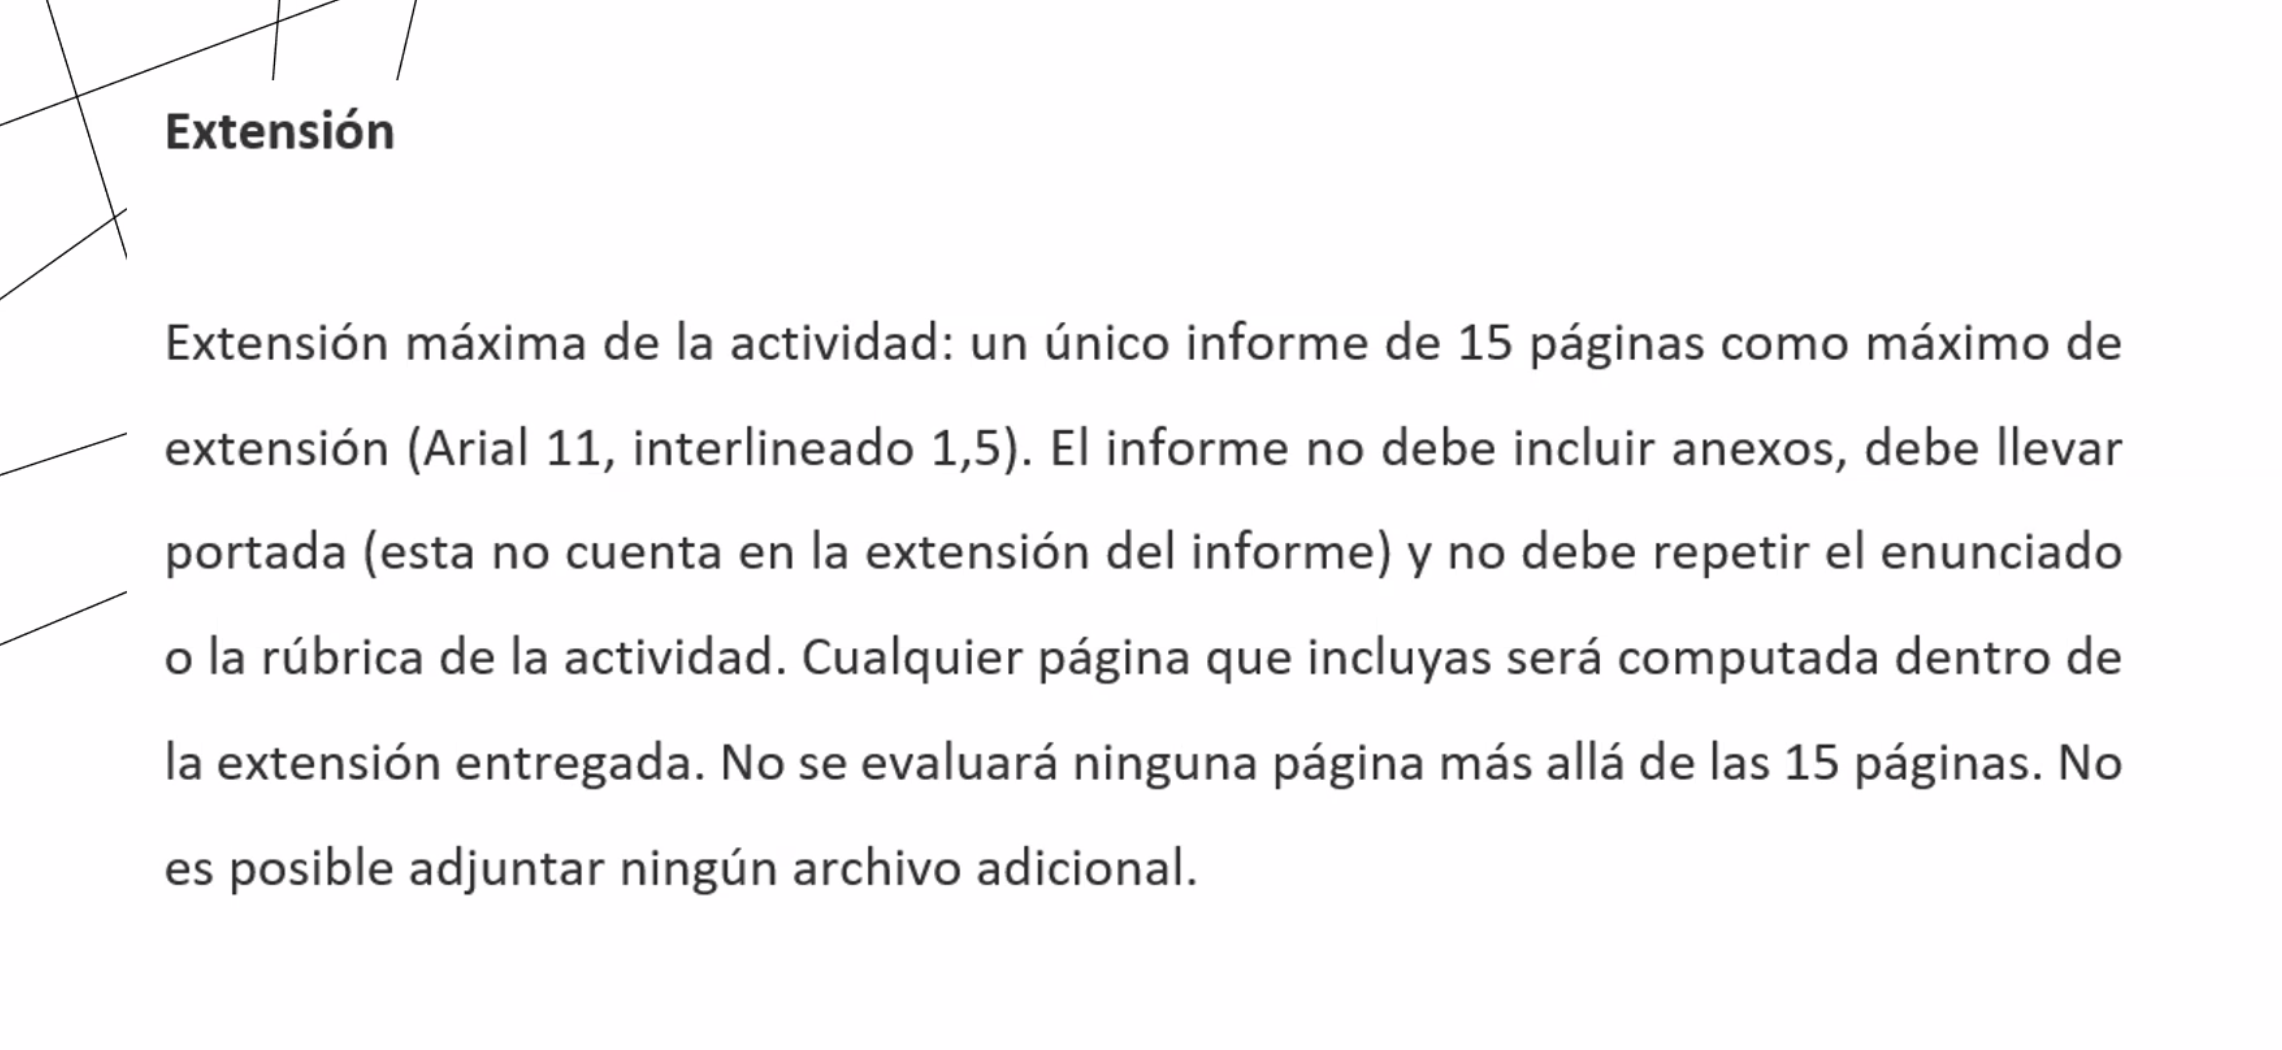 Extensión
Extensión máxima de la actividad: un único informe de 15 páginas como máximo de
extensión (Arial 11, interlineado 1,5). El informe no debe incluir anexos, debe llevar
portada (esta no cuenta en la extensión del informe) y no debe repetir el enunciado
o la rúbrica de la actividad. Cualquier página que incluyas será computada dentro de
la extensión entregada. No se evaluará ninguna página más allá de las 15 páginas. No
es posible adjuntar ningún archivo adicional.